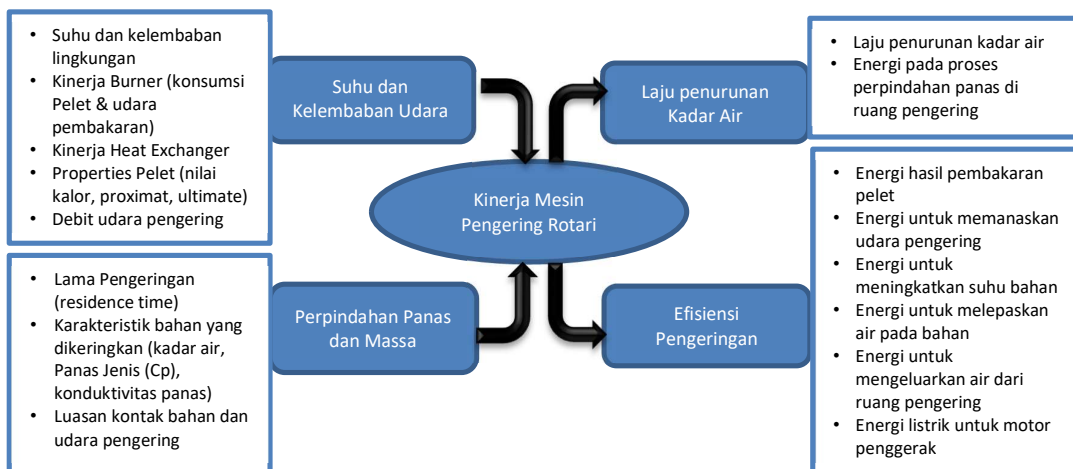 • Suhu dan kelembaban
lingkungan
• Kinerja Burner (konsumsi
Pelet & udara
pembakaran)
• Kinerja Heat Exchanger
• Properties Pelet (nilai
kalor, proximat, ultimate)
• Debit udara pengering
Suhu dan
Kelembaban Udara
Laju penurunan
Kadar Air
• Laju penurunan kadar air
• Energi pada proses
perpindahan panas di
ruang pengering
Kinerja Mesin
Pengering Rotari
• Lama Pengeringan
(residence time)
• Karakteristik bahan yang
dikeringkan (kadar air,
Panas Jenis (Cp),
konduktivitas panas)
• Luasan kontak bahan dan
udara pengering
Perpindahan Panas
dan Massa
Efisiensi
Pengeringan
• Energi hasil pembakaran
pelet
• Energi untuk memanaskan
udara pengering
• Energi untuk
meningkatkan suhu bahan
• Energi untuk melepaskan
air pada bahan
• Energi untuk
mengeluarkan air dari
ruang pengering
• Energi listrik untuk motor
penggerak